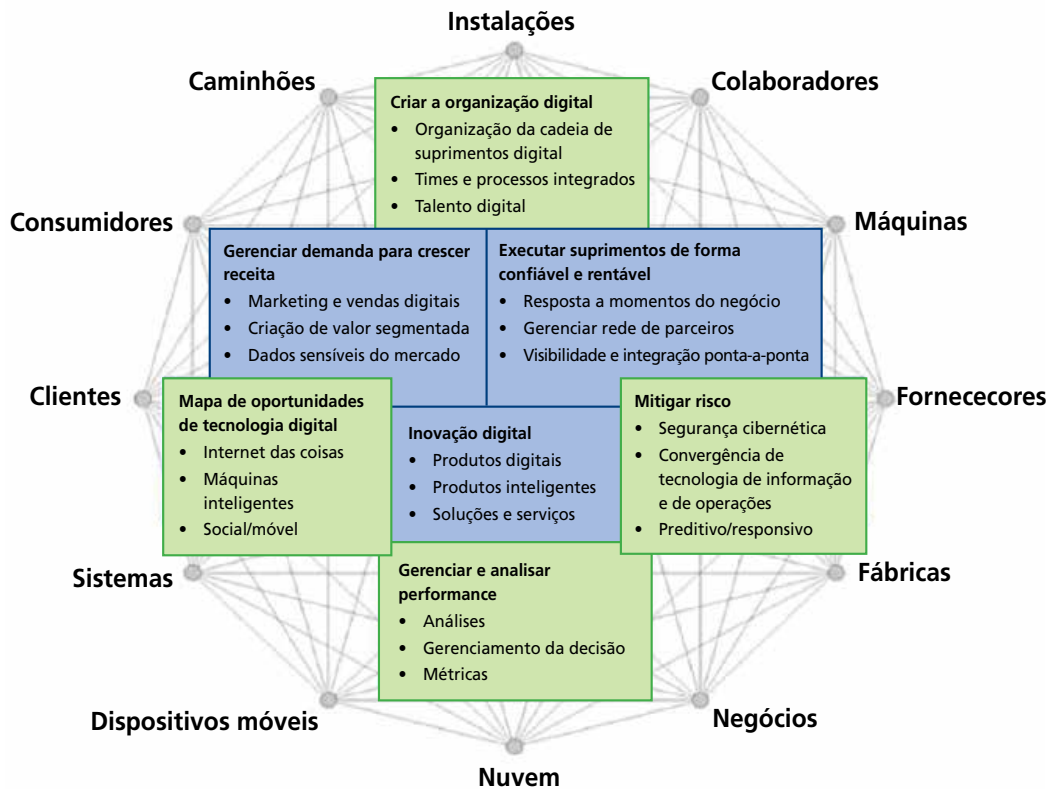 Instalações
Caminhões
Colaboradores
Criar a organização digital
• Organização da cadeia de
suprimentos digital
• Times e processos integrados
• Talento digital
Consumidores
Máquinas
Gerenciar demanda para crescer
receita
• Marketing e vendas digitais
• Criação de valor segmentada
• Dados sensíveis do mercado
Executar suprimentos de forma
confiável e rentável
• Resposta a momentos do negócio
• Gerenciar rede de parceiros
• Visibilidade e integração ponta-a-ponta
Clientes
Fornececores
Mapa de oportunidades
de tecnologia digital
• Internet das coisas
• Máquinas
inteligentes
• Social/móvel
Inovação digital
• Produtos digitais
• Produtos inteligentes
• Soluções e serviços
Mitigar risco
• Segurança cibernética
• Convergência de
tecnologia de informação
e de operações
• Preditivo/responsivo
Sistemas
Fábricas
Gerenciar e analisar
performance
• Análises
• Gerenciamento da decisão
• Métricas
Dispositivos móveis
Negócios
Nuvem